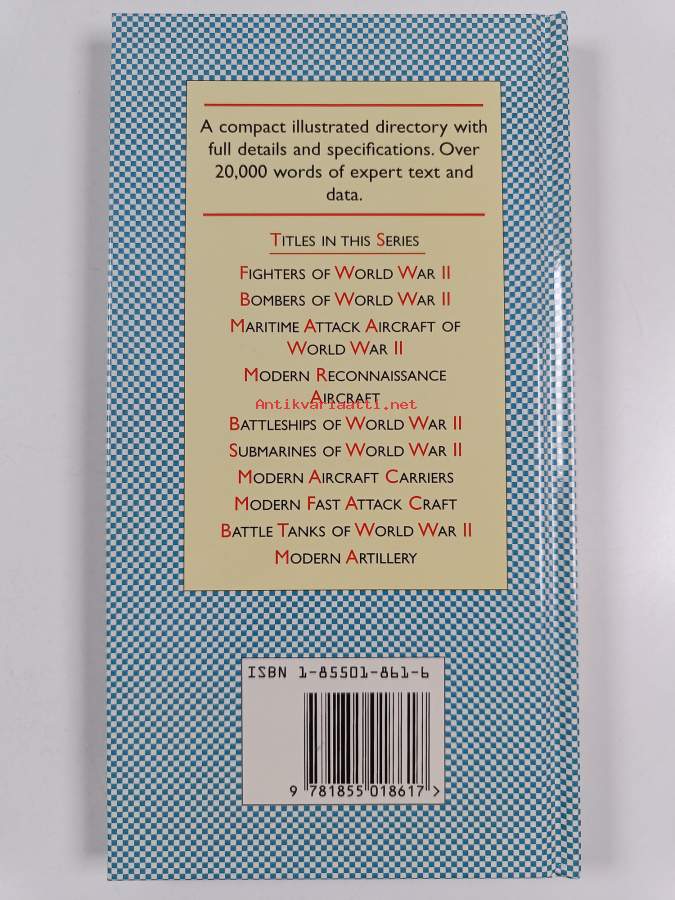 A compact illustrated directory with
full details and specifications. Over
20,000 words of expert text and
data.
TITLES IN THIS SERIES
FIGHTERS OF WORLD WAR II
BOMBERS OF WORLD WAR II
MARITIME ATTACK AIRCRAFT OF
WORLD WAR II
MODERN RECONNAISSANCE
AIRCRAFT
Antikvariaatti.net
BATTLESHIPS OF WORLD WAR II
SUBMARINES OF WORLD WAR II
MODERN AIRCRAFT CARRIERS
MODERN FAST ATTACK CRAFT
BATTLE TANKS OF WORLD WAR II
MODERN ARTILLERY
ISBN 1-85501-861-6
9 781855 018617 >